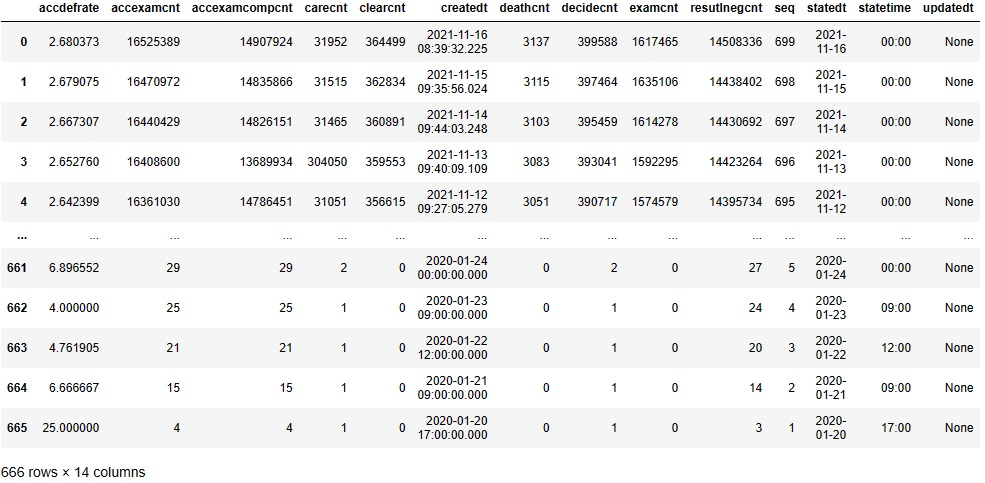 accdefrate accexamcnt accexamcompcnt carecnt clearcnt createdt deathcnt decidecnt examcnt resutlnegcnt seq statedt statetime updatedt
0 2.680373 16525389 14907924 31952 364499 2021-11-16 08:39:32.225 3137 399588 1617465 14508336 699 2021-11-16 00:00 None
1 2.679075 16470972 14835866 31515 362834 2021-11-15 09:35:56.024 3115 397464 1635106 14438402 698 2021-11-15 00:00 None
2 2.667307 16440429 14826151 31465 360891 2021-11-14 09:44:03.248 3103 395459 1614278 14430692 697 2021-11-14 00:00 None
3 2.652760 16408600 13689934 304050 359553 2021-11-13 09:40:09.109 3083 393041 1592295 14423264 696 2021-11-13 00:00 None
4 2.642399 16361030 14786451 31051 356615 2021-11-12 09:27:05.279 3051 390717 1574579 14395734 695 2021-11-12 00:00 None
... ... ... ... ... ... ... ... ... ... ... ... ... ... ...
661 6.896552 29 29 2 0 2020-01-24 00:00:00.000 0 2 0 27 5 2020-01-24 00:00 None
662 4.000000 25 25 1 0 2020-01-23 09:00:00.000 0 1 0 24 4 2020-01-23 09:00 None
663 4.761905 21 21 1 0 2020-01-22 12:00:00.000 0 1 0 20 3 2020-01-22 12:00 None
664 6.666667 15 15 1 0 2020-01-21 09:00:00.000 0 1 0 14 2 2020-01-21 09:00 None
665 25.000000 4 4 1 0 2020-01-20 17:00:00.000 0 1 0 3 1 2020-01-20 17:00 None
666 rows × 14 columns